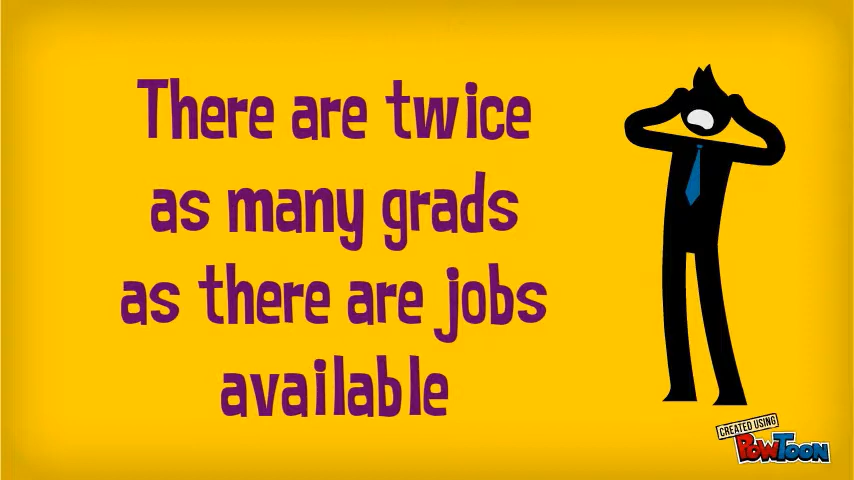 There are twice
as many grads
as there are jobs
available
CREATED USING
POWTOON